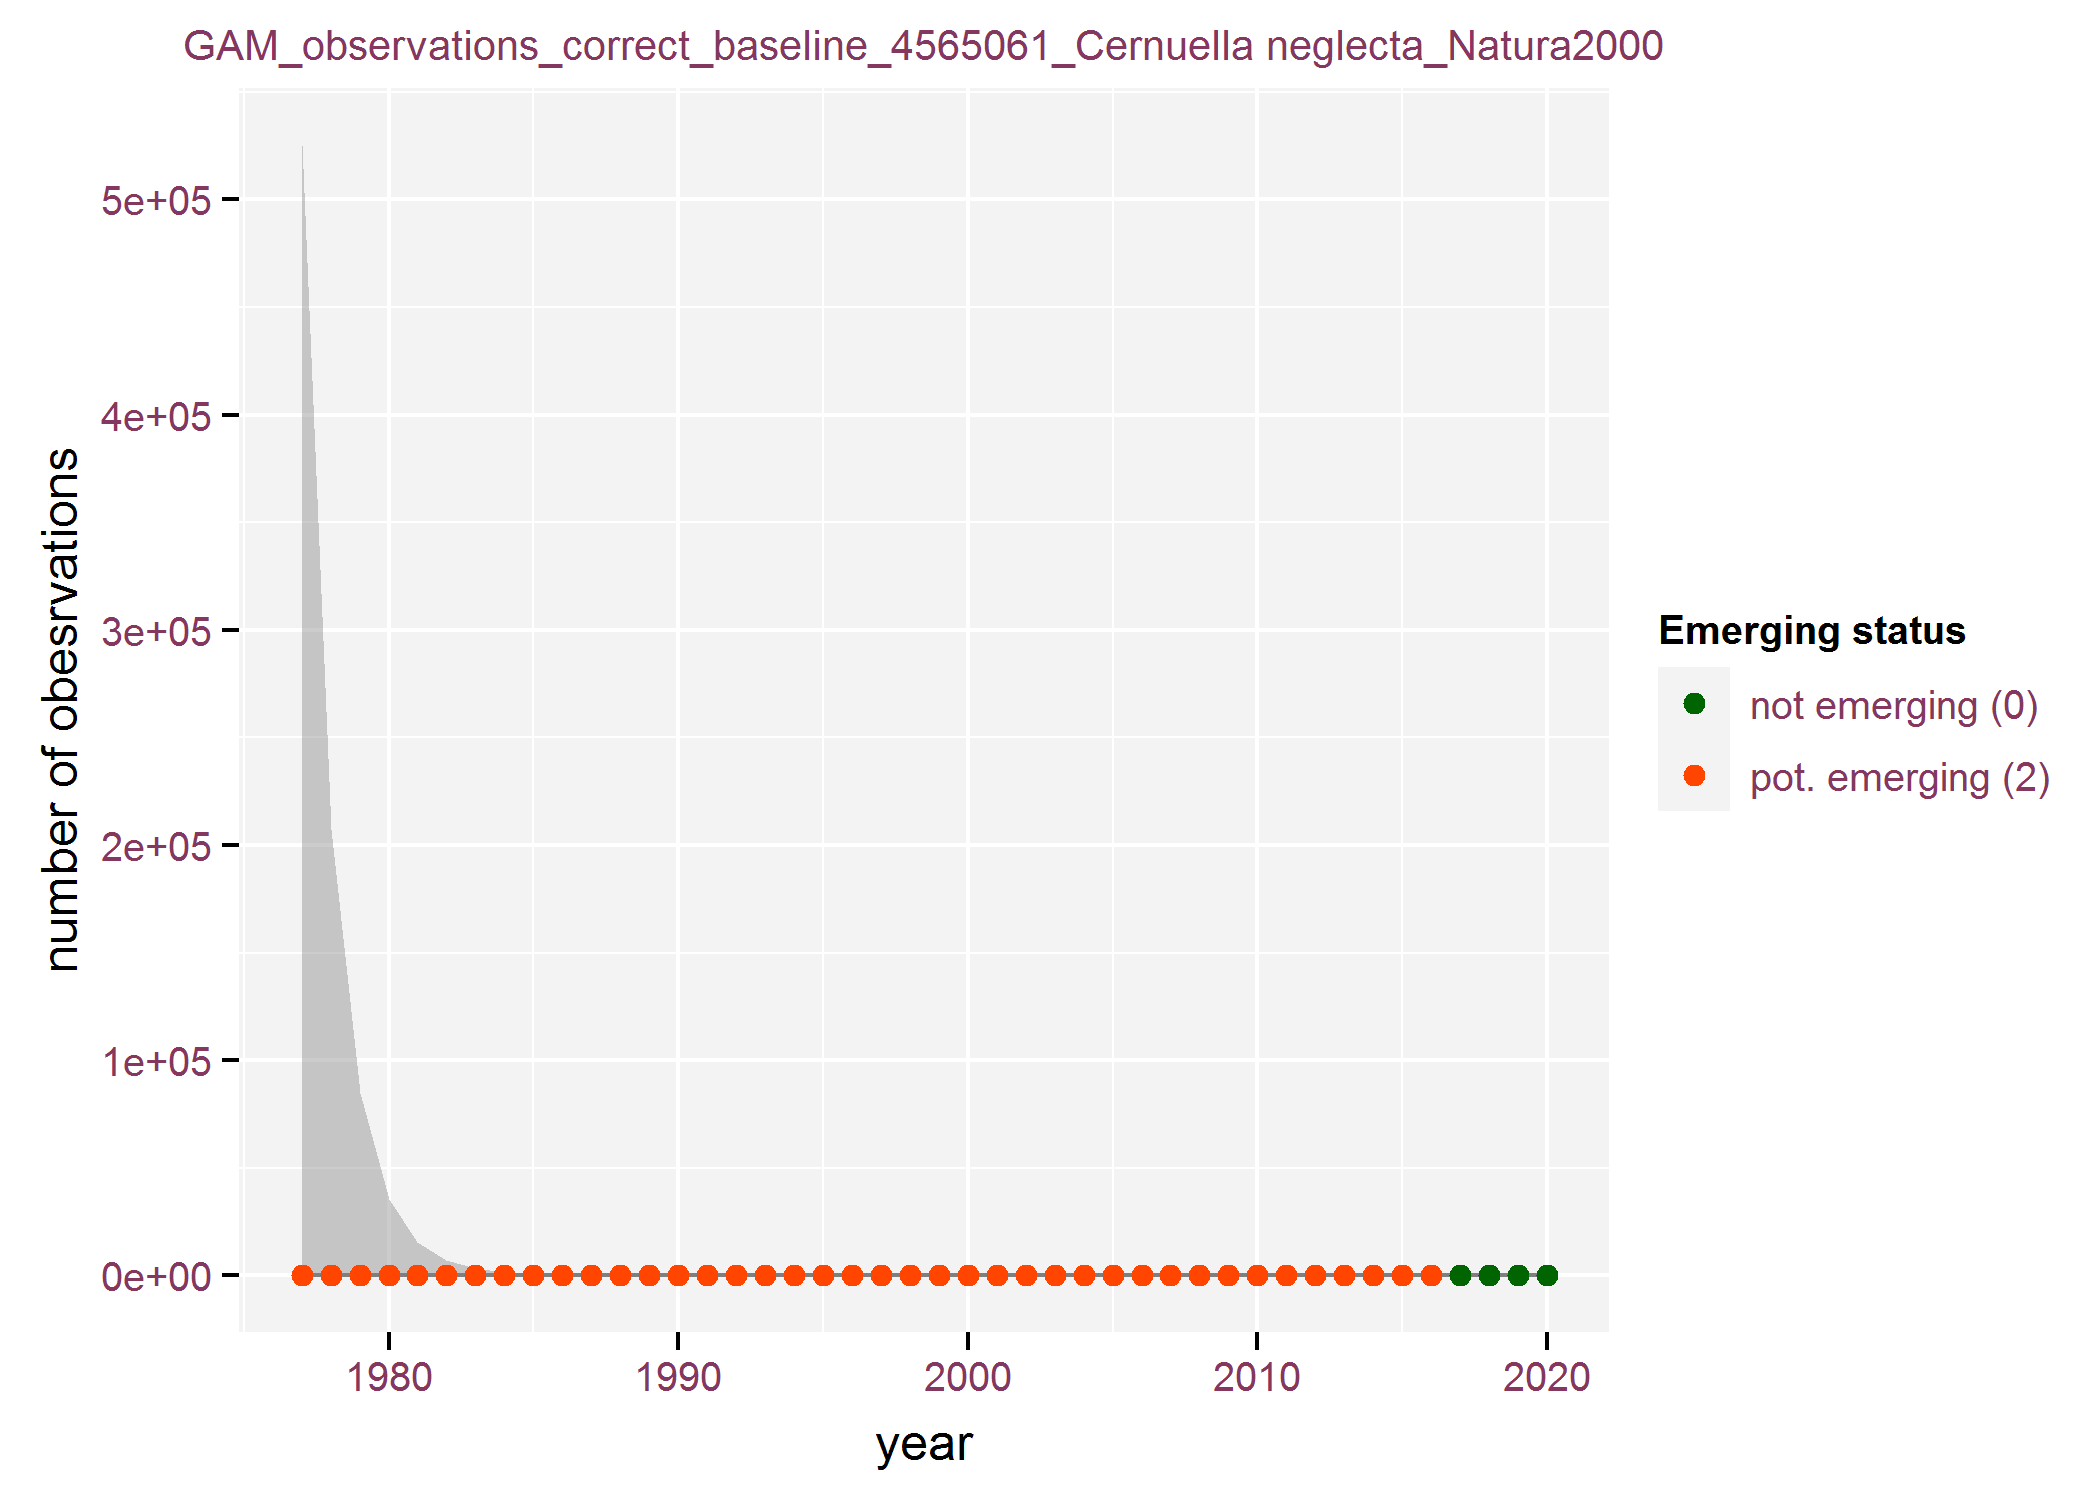 GAM_observations_correct_baseline_4565061_Cernuella neglecta_Natura2000
5e+05
4e+05
3e+05
2e+05
1e+05
0e+00
number of obesrvations
1980 1990 2000 2010 2020
year
Emerging status
not emerging (0)
pot. emerging (2)